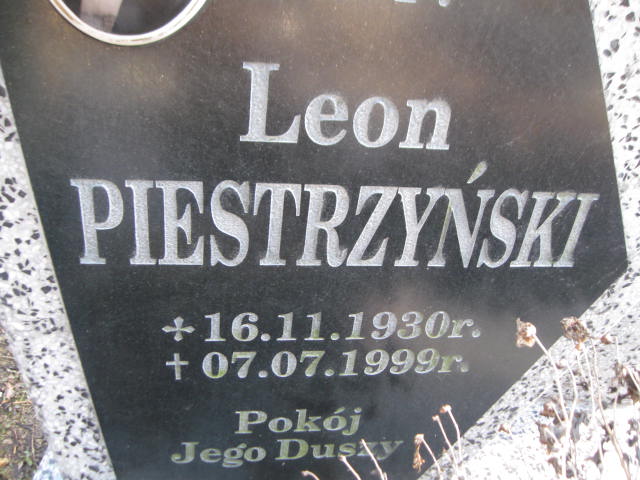 Leon
PIESTRZYŃSKI
✢ 16.11.1930r.
✝ 07.07.1999r.
Pokój
Jego Duszy